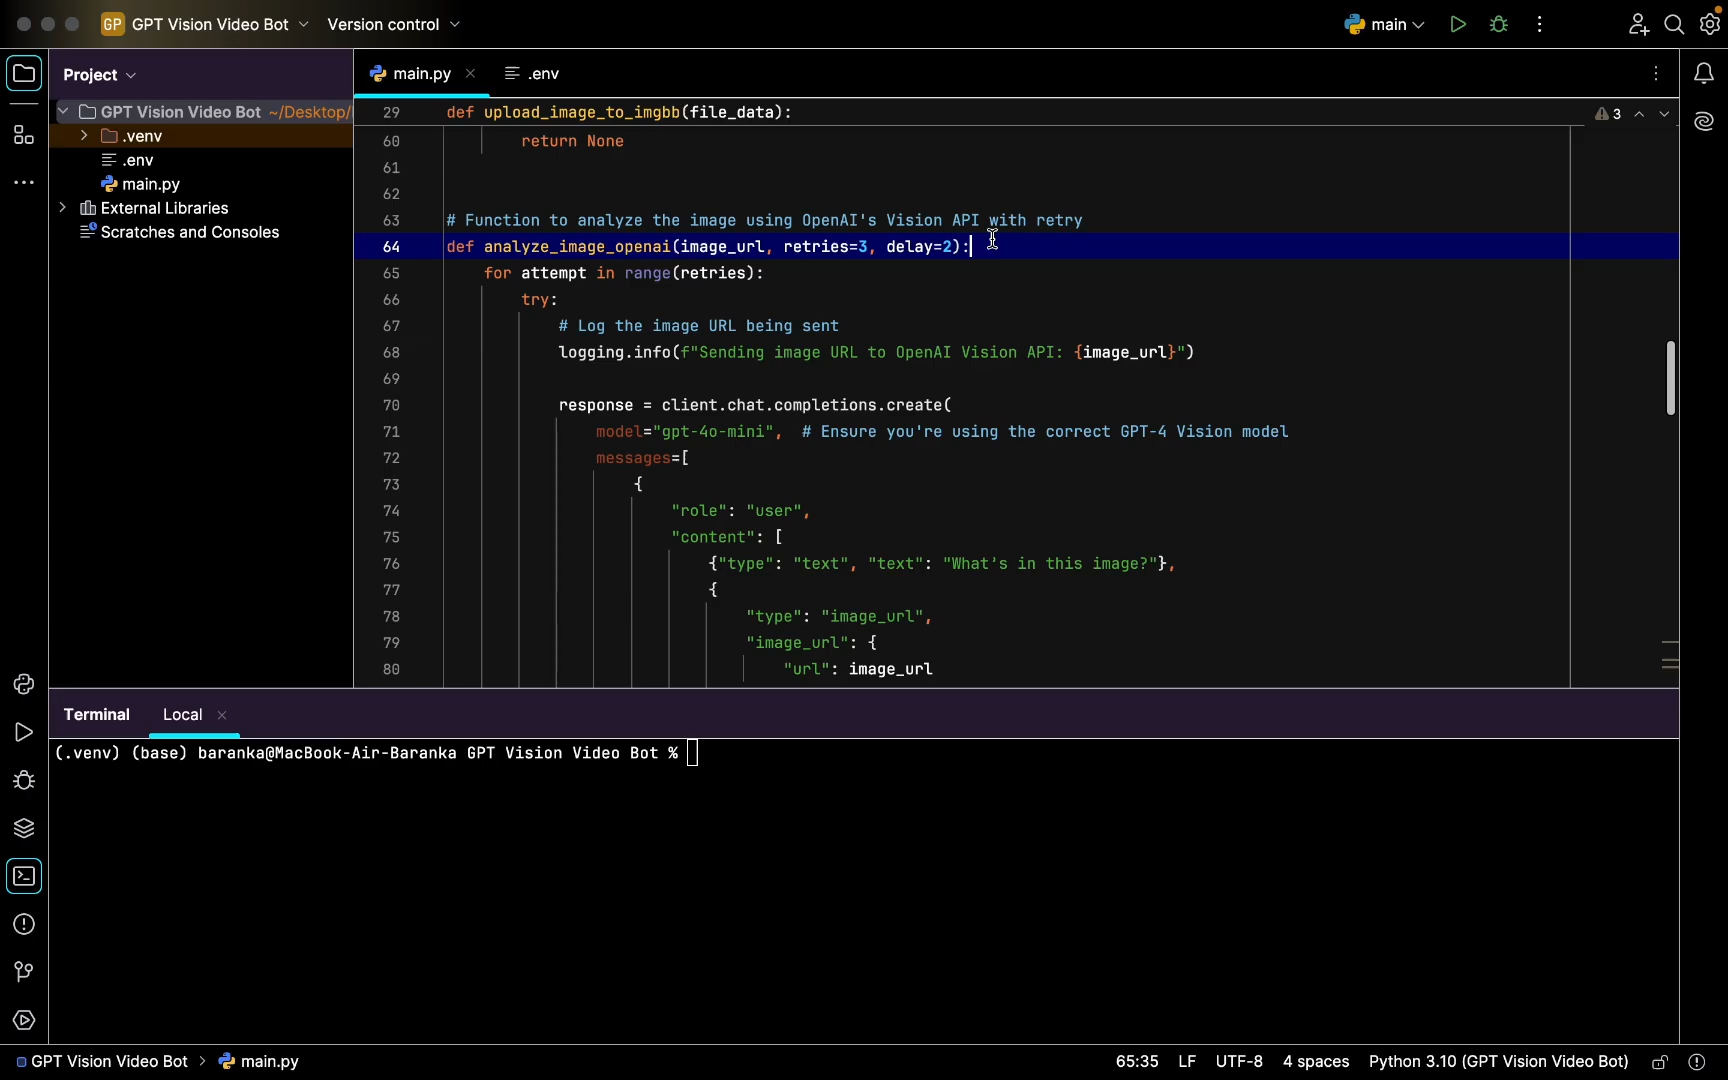 GP GPT Vision Video Bot Version control main
Project main.py .env
GPT Vision Video Bot ~/Desktop/
.venv
.env
main.py
External Libraries
Scratches and Consoles
29 def upload_image_to_imgbb(file_data): 3
60 return None
61
62
63 # Function to analyze the image using OpenAI's Vision API with retry
64 def analyze_image_openai(image_url, retries=3, delay=2):
65 for attempt in range(retries):
66 try:
67 # Log the image URL being sent
68 logging.info(f"Sending image URL to OpenAI Vision API: {image_url}")
69
70 response = client.chat.completions.create(
71 model="gpt-4o-mini", # Ensure you're using the correct GPT-4 Vision model
72 messages=[
73 {
74 "role": "user",
75 "content": [
76 {"type": "text", "text": "What's in this image?"},
77 {
78 "type": "image_url",
79 "image_url": {
80 "url": image_url
Terminal Local
(.venv) (base) baranka@MacBook-Air-Baranka GPT Vision Video Bot %
GPT Vision Video Bot > main.py 65:35 LF UTF-8 4 spaces Python 3.10 (GPT Vision Video Bot)